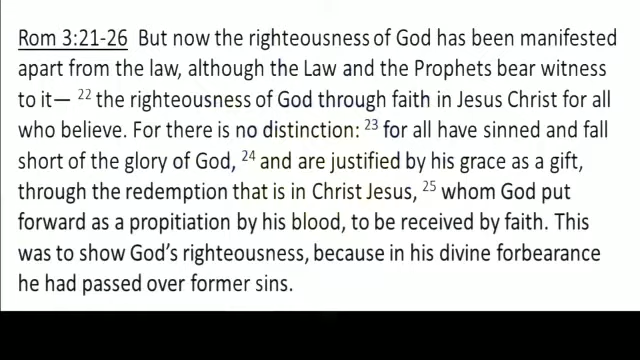 Rom 3:21-26 But now the righteousness of God has been manifested
apart from the law, although the Law and the Prophets bear witness
to it— 22 the righteousness of God through faith in Jesus Christ for all
who believe. For there is no distinction: 23 for all have sinned and fall
short of the glory of God, 24 and are justified by his grace as a gift,
through the redemption that is in Christ Jesus, 25 whom God put
forward as a propitiation by his blood, to be received by faith. This
was to show God's righteousness, because in his divine forbearance
he had passed over former sins.